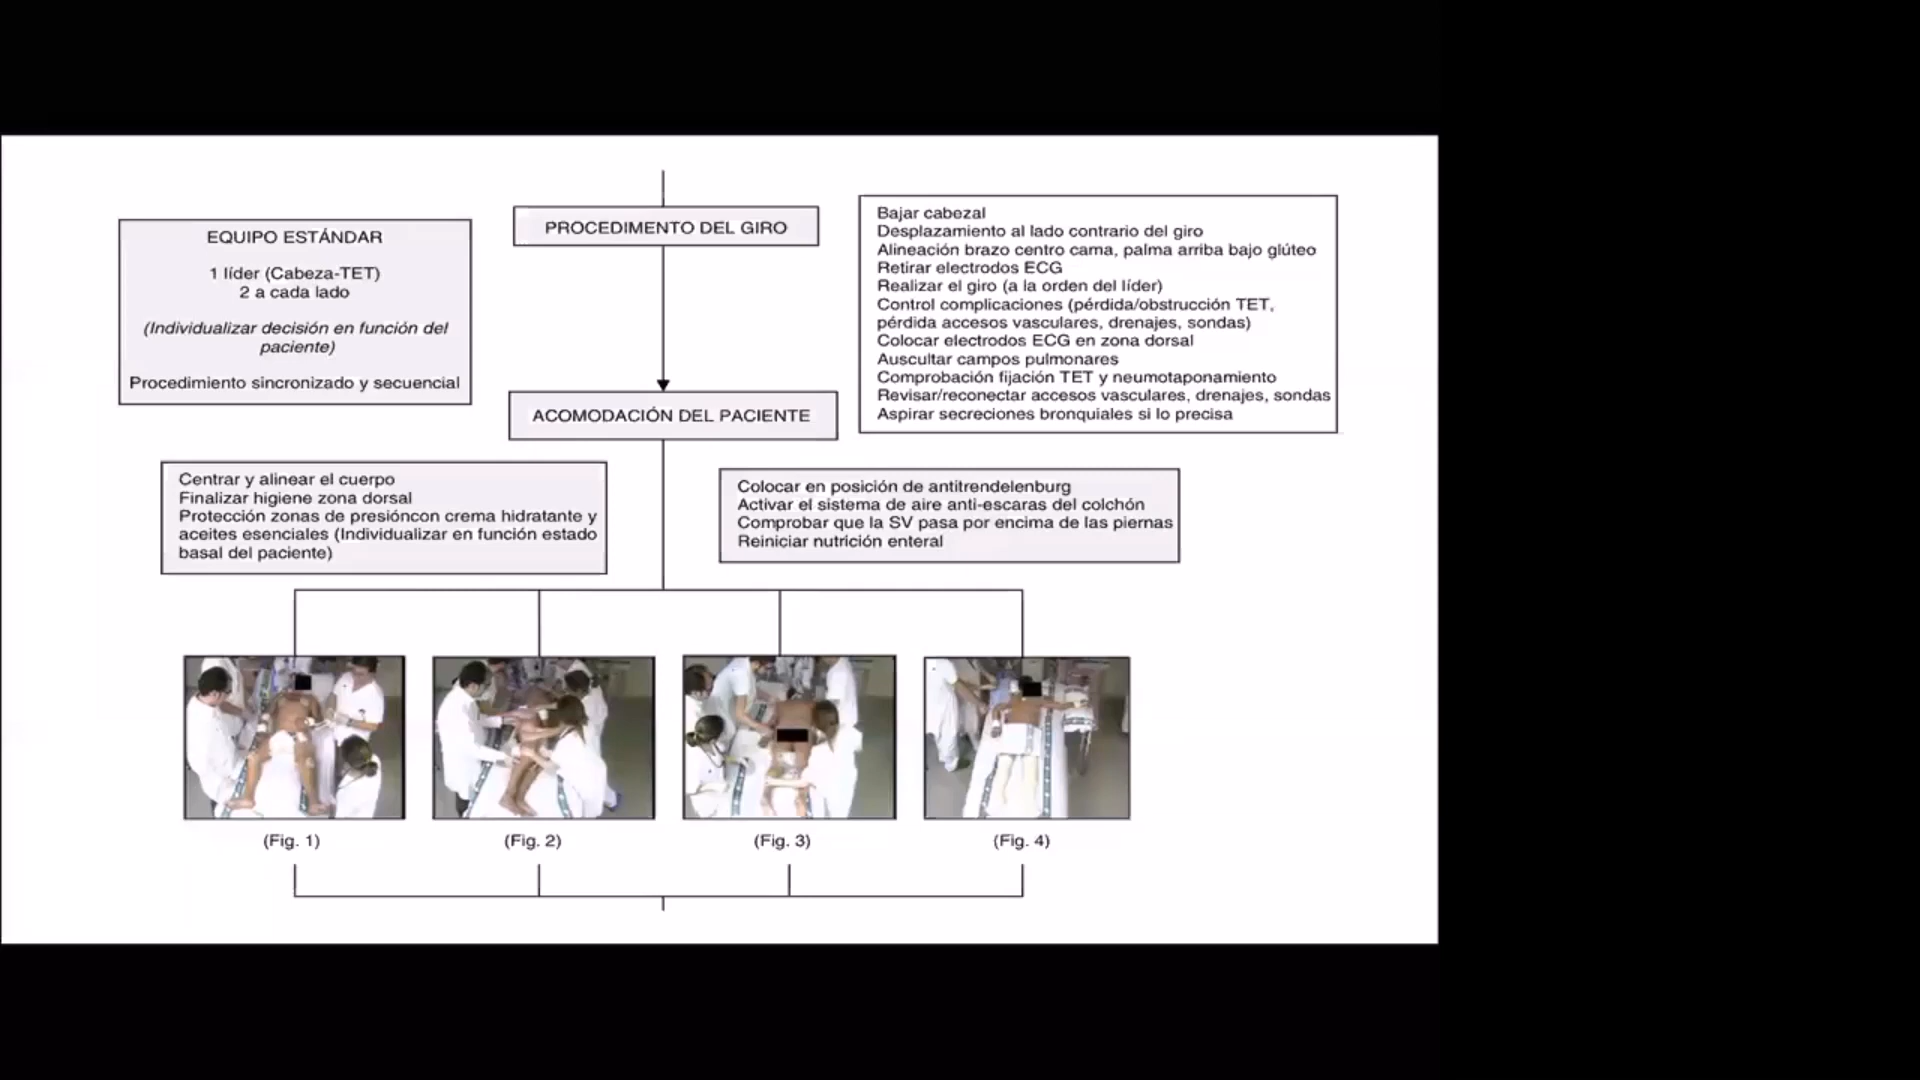 EQUIPO ESTÁNDAR
1 líder (Cabeza-TET)
2 a cada lado
(Individualizar decisión en función del
paciente)
Procedimiento sincronizado y secuencial
PROCEDIMENTO DEL GIRO
Bajar cabezal
Desplazamiento al lado contrario del giro
Alineación brazo centro cama, palma arriba bajo glúteo
Retirar electrodos ECG
Realizar el giro (a la orden del líder)
Control complicaciones (pérdida/obstrucción TET,
pérdida accesos vasculares, drenajes, sondas)
Colocar electrodos ECG en zona dorsal
Auscultar campos pulmonares
Comprobación fijación TET y neumotaponamiento
Revisar/reconectar accesos vasculares, drenajes, sondas
Aspirar secreciones bronquiales si lo precisa
ACOMODACIÓN DEL PACIENTE
Centrar y alinear el cuerpo
Finalizar higiene zona dorsal
Protección zonas de presióncon crema hidratante y
aceites esenciales (Individualizar en función estado
basal del paciente)
Colocar en posición de antitrendelenburg
Activar el sistema de aire anti-escaras del colchón
Comprobar que la SV pasa por encima de las piernas
Reiniciar nutrición enteral
(Fig. 1)
(Fig. 2)
(Fig. 3)
(Fig. 4)